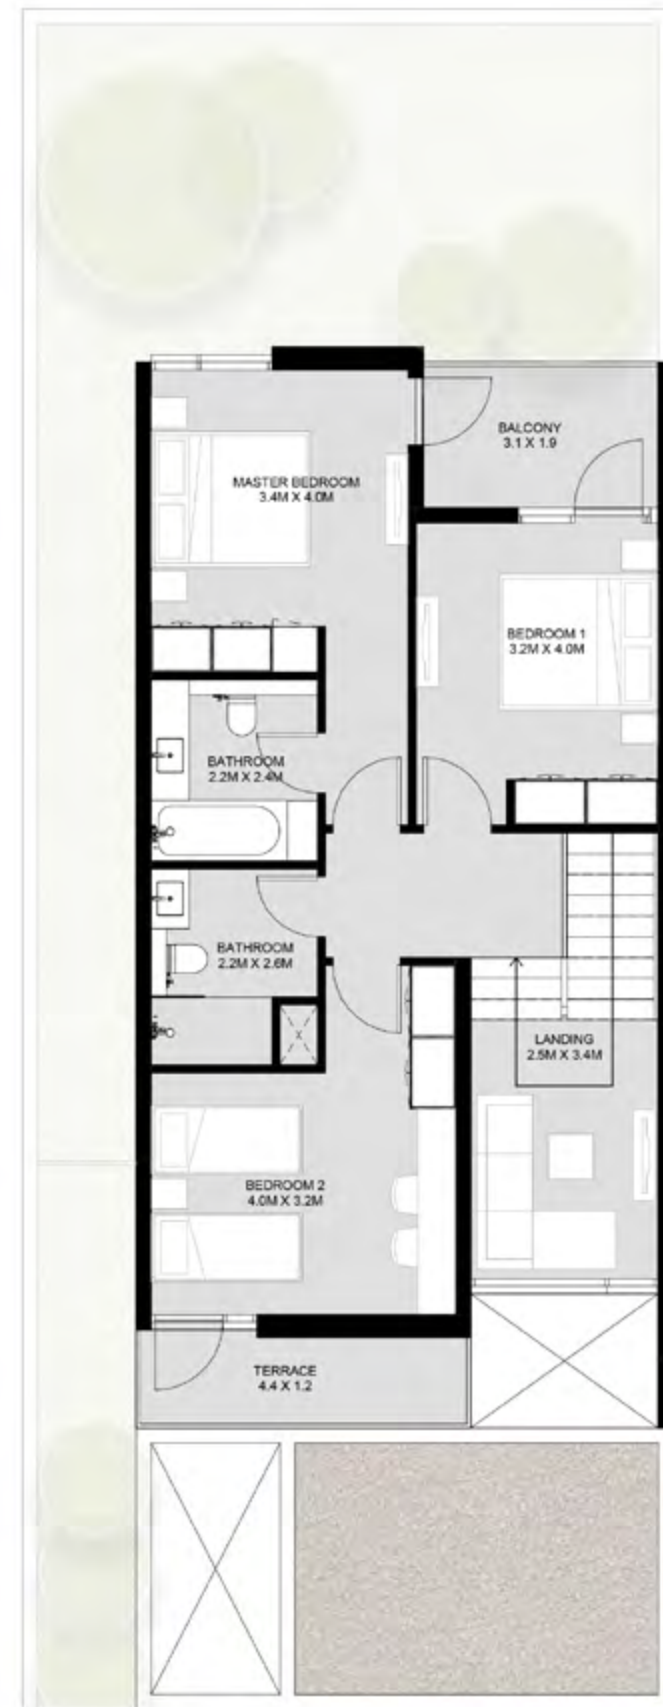 BALCONY
3.1 X 1.9
MASTER BEDROOM
3.4M X 4.0M
BEDROOM 1
3.2M X 4.0M
BATHROOM
2.2M X 2.4M
BATHROOM
2.2M X 2.6M
LANDING
2.5M X 3.4M
BEDROOM 2
4.0M X 3.2M
TERRACE
4.4 X 1.2